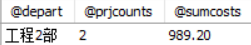 @depart @prjcounts @sumcosts
工程2部 2 989.20